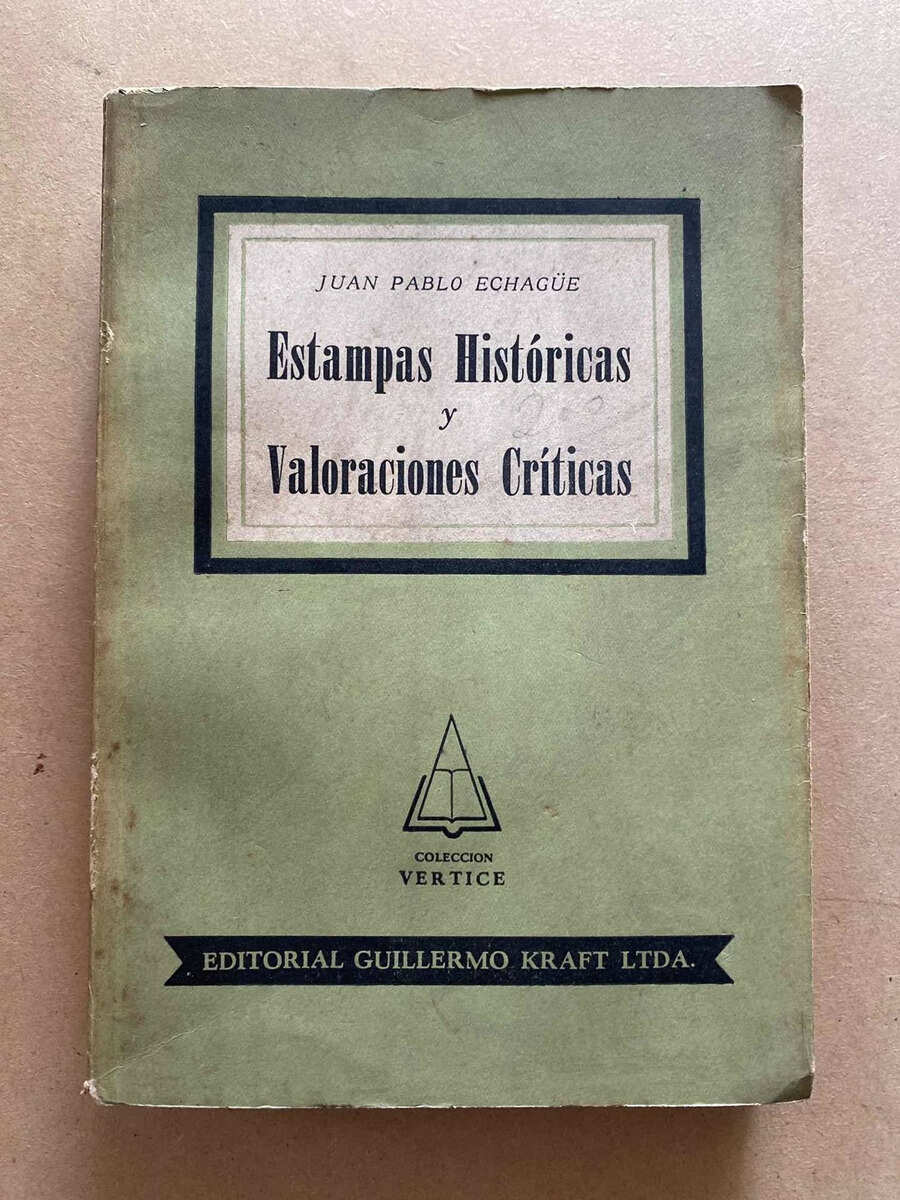 JUAN PABLO ECHAGÜE
Estampas Históricas
y
Valoraciones Críticas
COLECCION
VERTICE
EDITORIAL GUILLERMO KRAFT LTDA.